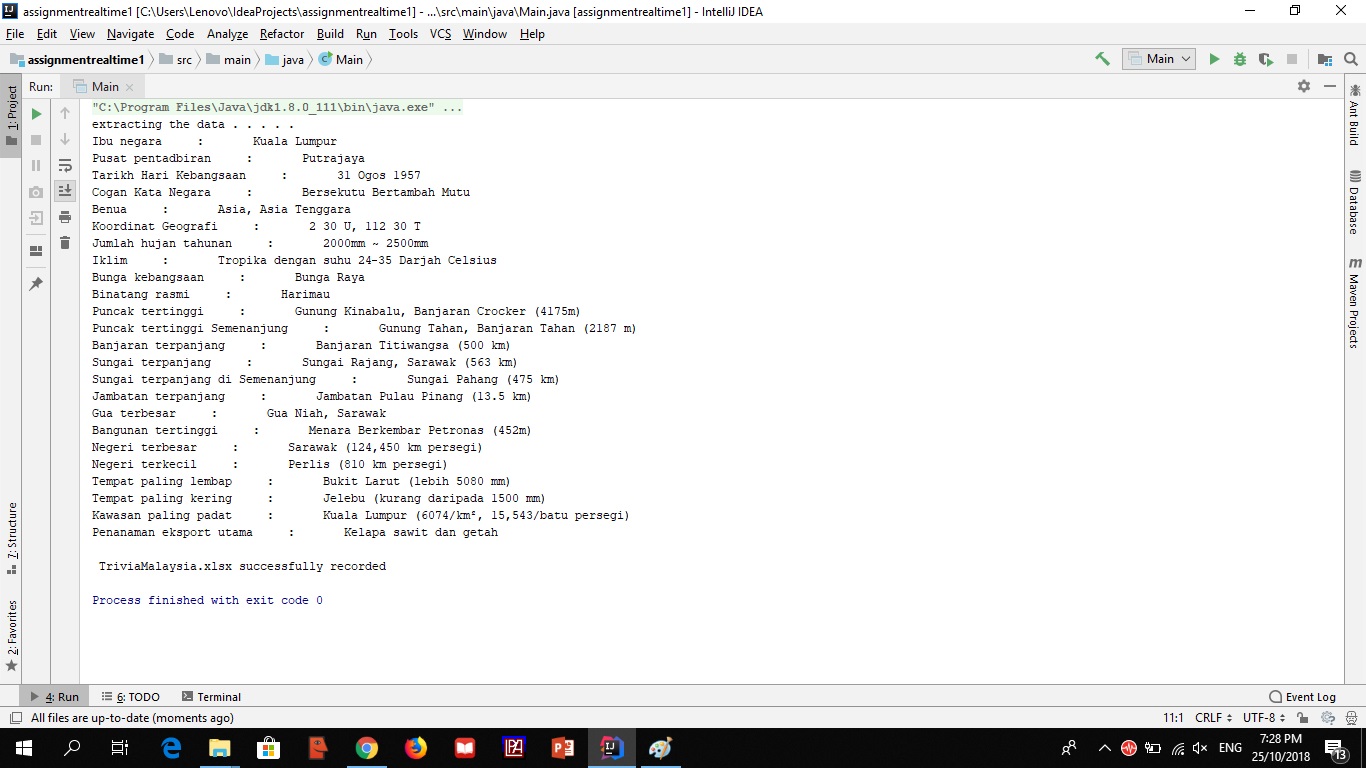 assignmentrealtime1 [C:\Users\Lenovo\IdeaProjects\assignmentrealtime1] - ...\src\main\java\Main.java [assignmentrealtime1] - IntelliJ IDEA
File Edit View Navigate Code Analyze Refactor Build Run Tools VCS Window Help
assignmentrealtime1 src main java Main Main
Run: Main
1: Project
7: Structure
2: Favorites
"C:\Program Files\Java\jdk1.8.0_111\bin\java.exe" ...
extracting the data . . . . .
Ibu negara : Kuala Lumpur
Pusat pentadbiran : Putrajaya
Tarikh Hari Kebangsaan : 31 Ogos 1957
Cogan Kata Negara : Bersekutu Bertambah Mutu
Benua : Asia, Asia Tenggara
Koordinat Geografi : 2 30 U, 112 30 T
Jumlah hujan tahunan : 2000mm ~ 2500mm
Iklim : Tropika dengan suhu 24-35 Darjah Celsius
Bunga kebangsaan : Bunga Raya
Binatang rasmi : Harimau
Puncak tertinggi : Gunung Kinabalu, Banjaran Crocker (4175m)
Puncak tertinggi Semenanjung : Gunung Tahan, Banjaran Tahan (2187 m)
Banjaran terpanjang : Banjaran Titiwangsa (500 km)
Sungai terpanjang : Sungai Rajang, Sarawak (563 km)
Sungai terpanjang di Semenanjung : Sungai Pahang (475 km)
Jambatan terpanjang : Jambatan Pulau Pinang (13.5 km)
Gua terbesar : Gua Niah, Sarawak
Bangunan tertinggi : Menara Berkembar Petronas (452m)
Negeri terbesar : Sarawak (124,450 km persegi)
Negeri terkecil : Perlis (810 km persegi)
Tempat paling lembap : Bukit Larut (lebih 5080 mm)
Tempat paling kering : Jelebu (kurang daripada 1500 mm)
Kawasan paling padat : Kuala Lumpur (6074/km², 15,543/batu persegi)
Penanaman eksport utama : Kelapa sawit dan getah
TriviaMalaysia.xlsx successfully recorded
Process finished with exit code 0
Ant Build
Database
Maven Projects
4: Run 6: TODO Terminal Event Log
All files are up-to-date (moments ago) 11:1 CRLF UTF-8
ENG 7:28 PM
25/10/2018 13